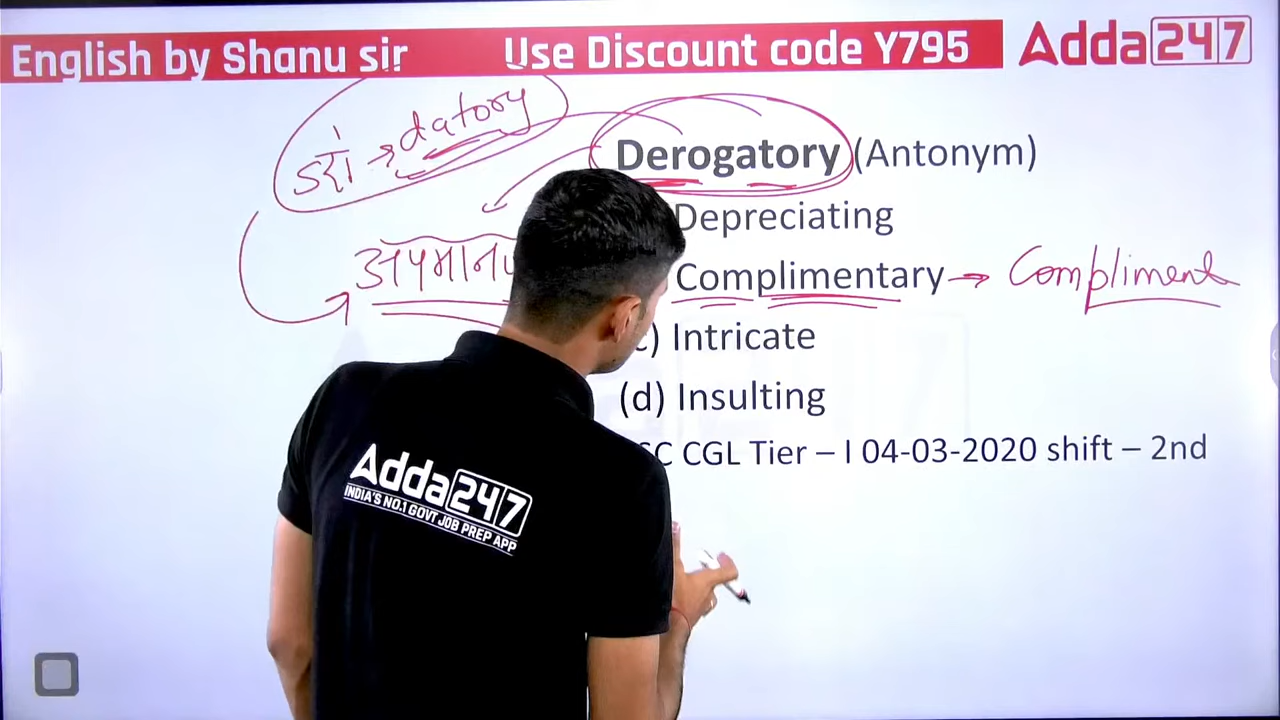 English by Shanu sir Use Discount code Y795 Adda247
datory
Derogatory (Antonym)
Depreciating
Complimentary → Compliment
c) Intricate
(d) Insulting
SC CGL Tier – I 04-03-2020 shift – 2nd
Adda247
INDIA'S NO.1 GOVT JOB PREP APP